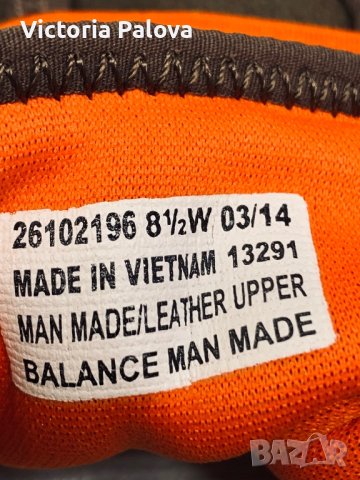 Victoria Palova
26102196 8½W 03/14
MADE IN VIETNAM 13291
MAN MADE/LEATHER UPPER
BALANCE MAN MADE
BAZAR